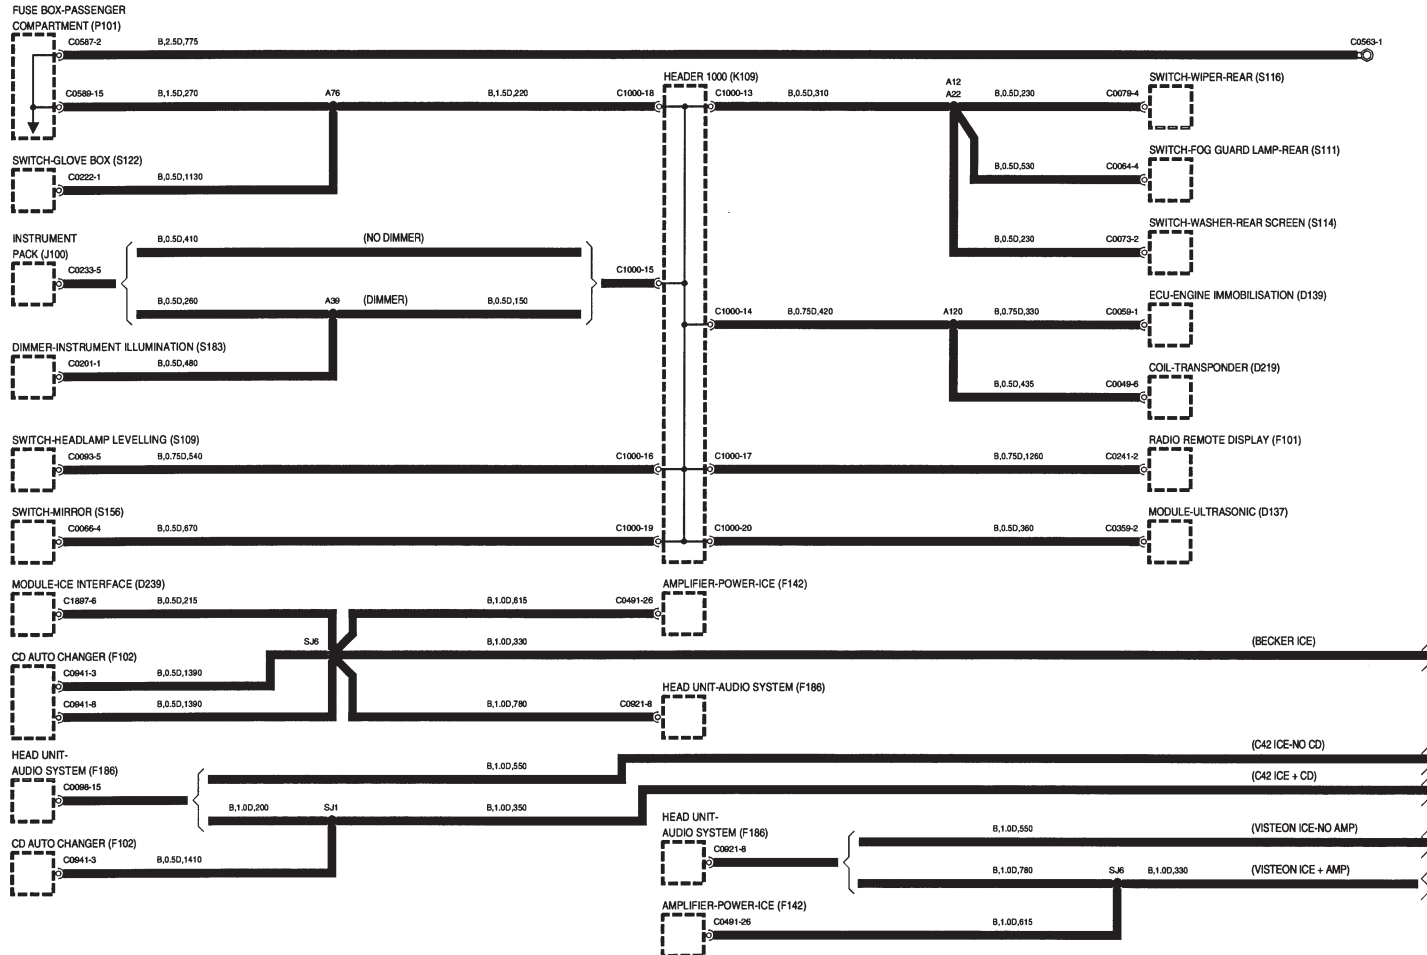 FUSE BOX-PASSENGER
COMPARTMENT (P101)
C0587-2 B,2.5D,775 C0563-1
C0589-15 B,1.5D,270 A76 B,1.5D,220 C1000-18
HEADER 1000 (K109)
C1000-13 B,0.5D,310 A12
A22 B,0.5D,230 C0079-4
SWITCH-WIPER-REAR (S116)
SWITCH-GLOVE BOX (S122)
C0222-1 B,0.5D,1130
SWITCH-FOG GUARD LAMP-REAR (S111)
B,0.5D,530 C0064-4
SWITCH-WASHER-REAR SCREEN (S114)
B,0.5D,230 C0073-2
INSTRUMENT
PACK (J100)
C0233-5
B,0.5D,410 (NO DIMMER)
C1000-15
B,0.5D,260 A39 (DIMMER) B,0.5D,150
ECU-ENGINE IMMOBILISATION (D139)
C1000-14 B,0.75D,420 A120 B,0.75D,330 C0059-1
DIMMER-INSTRUMENT ILLUMINATION (S183)
C0201-1 B,0.5D,480
COIL-TRANSPONDER (D219)
B,0.5D,435 C0049-6
SWITCH-HEADLAMP LEVELLING (S109)
C0093-5 B,0.75D,540 C1000-16
RADIO REMOTE DISPLAY (F101)
C1000-17 B,0.75D,1260 C0241-2
SWITCH-MIRROR (S156)
C0066-4 B,0.5D,670 C1000-19
MODULE-ULTRASONIC (D137)
C1000-20 B,0.5D,360 C0359-2
MODULE-ICE INTERFACE (D239)
C1897-6 B,0.5D,215
AMPLIFIER-POWER-ICE (F142)
B,1.0D,615 C0491-26
SJ6 B,1.0D,330 (BECKER ICE)
CD AUTO CHANGER (F102)
C0941-3 B,0.5D,1390
C0941-8 B,0.5D,1390
HEAD UNIT-AUDIO SYSTEM (F186)
B,1.0D,780 C0921-8
HEAD UNIT-
AUDIO SYSTEM (F186)
C0098-15
B,1.0D,550 (C42 ICE-NO CD)
(C42 ICE + CD)
B,1.0D,200 SJ1 B,1.0D,350
CD AUTO CHANGER (F102)
C0941-3 B,0.5D,1410
HEAD UNIT-
AUDIO SYSTEM (F186)
C0921-8
B,1.0D,550 (VISTEON ICE-NO AMP)
B,1.0D,780 SJ6 B,1.0D,330 (VISTEON ICE + AMP)
AMPLIFIER-POWER-ICE (F142)
C0491-26 B,1.0D,615